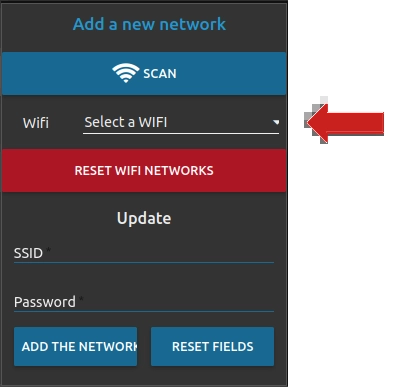 Add a new network
SCAN
Wifi Select a WIFI
RESET WIFI NETWORKS
Update
SSID *
Password *
ADD THE NETWORK RESET FIELDS